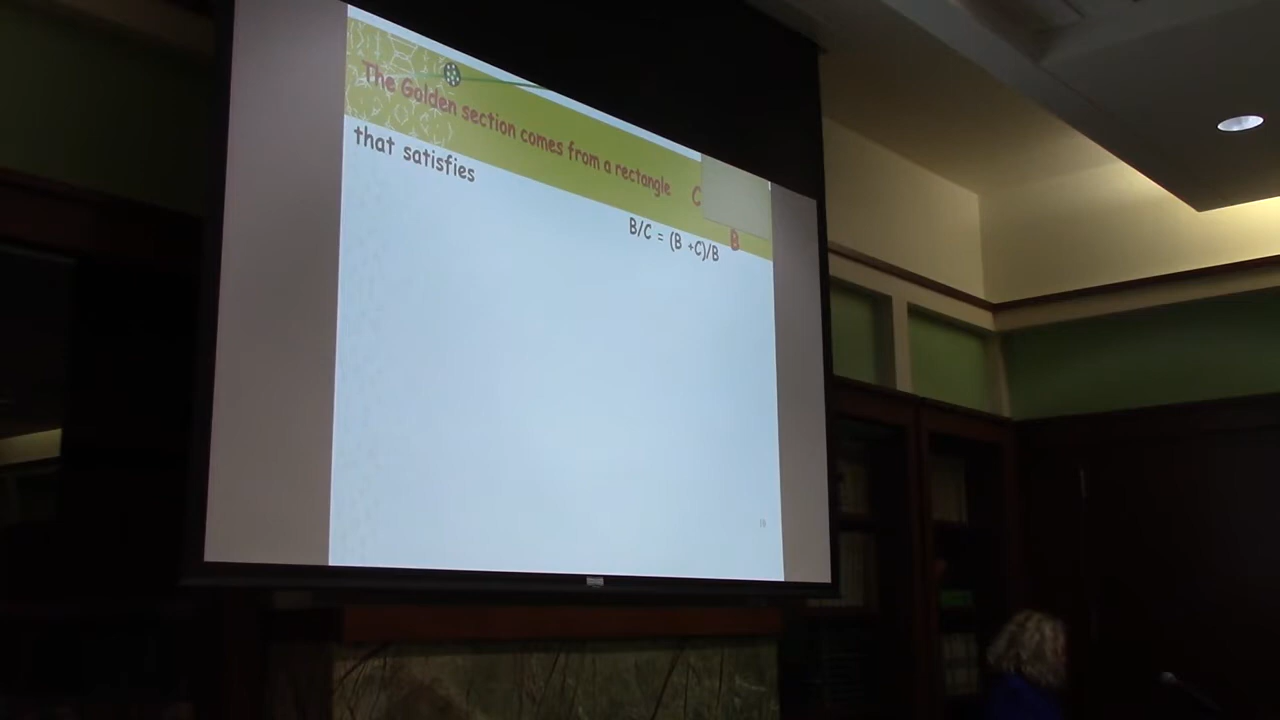 The Golden section comes from a rectangle
C
that satisfies
B
B/C = (B +C)/B